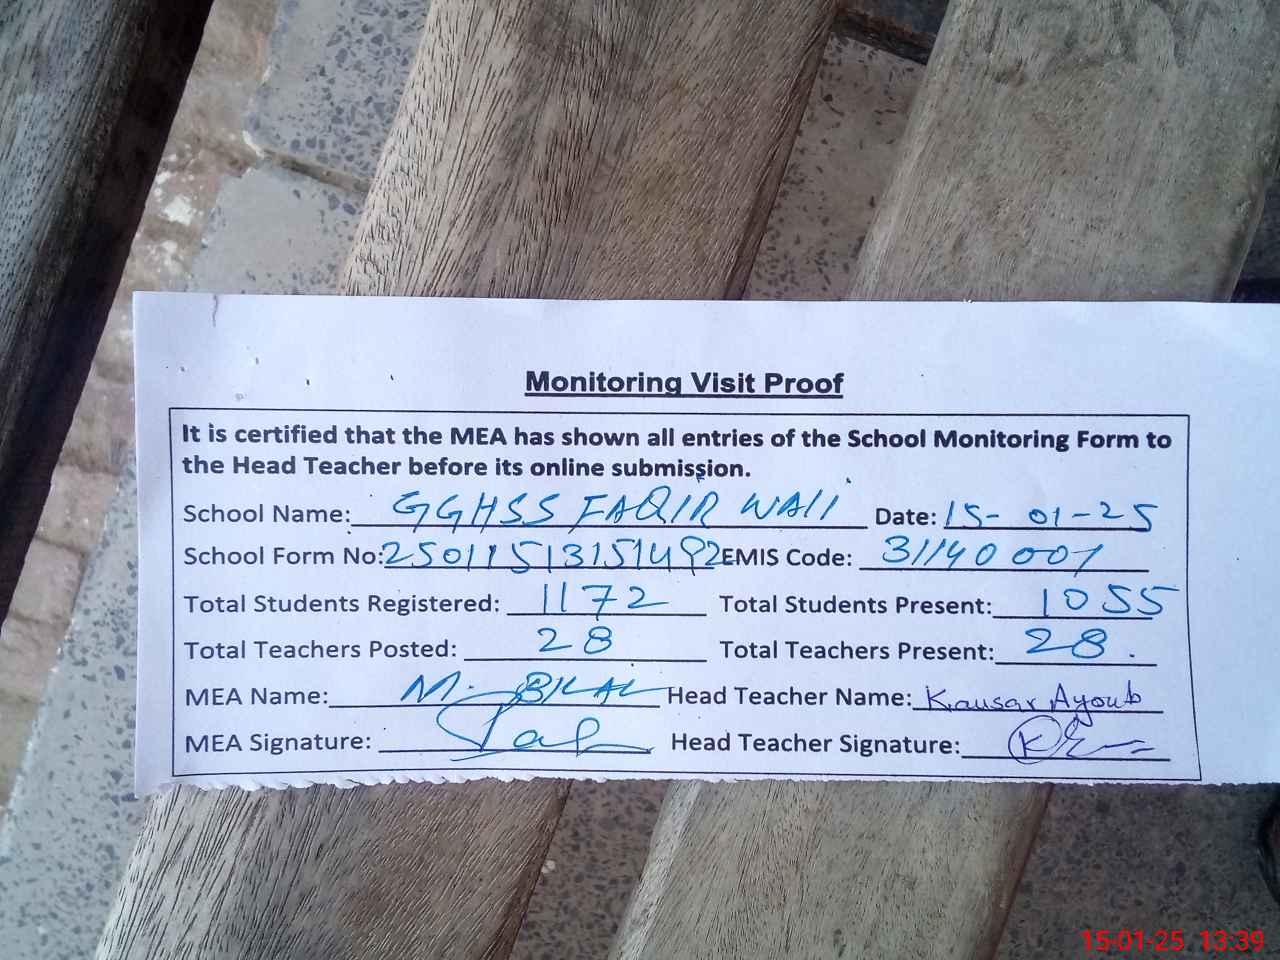 Monitoring Visit Proof
It is certified that the MEA has shown all entries of the School Monitoring Form to
the Head Teacher before its online submission.
School Name: GGHSS FAQIR WALI Date: 15-01-25
School Form No: 25011513151492 EMIS Code: 31140001
Total Students Registered: 1172 Total Students Present: 1055
Total Teachers Posted: 28 Total Teachers Present: 28.
MEA Name: M. BILAL Head Teacher Name: Kausar Ayoub
MEA Signature: Head Teacher Signature:
15-01-25 13:39